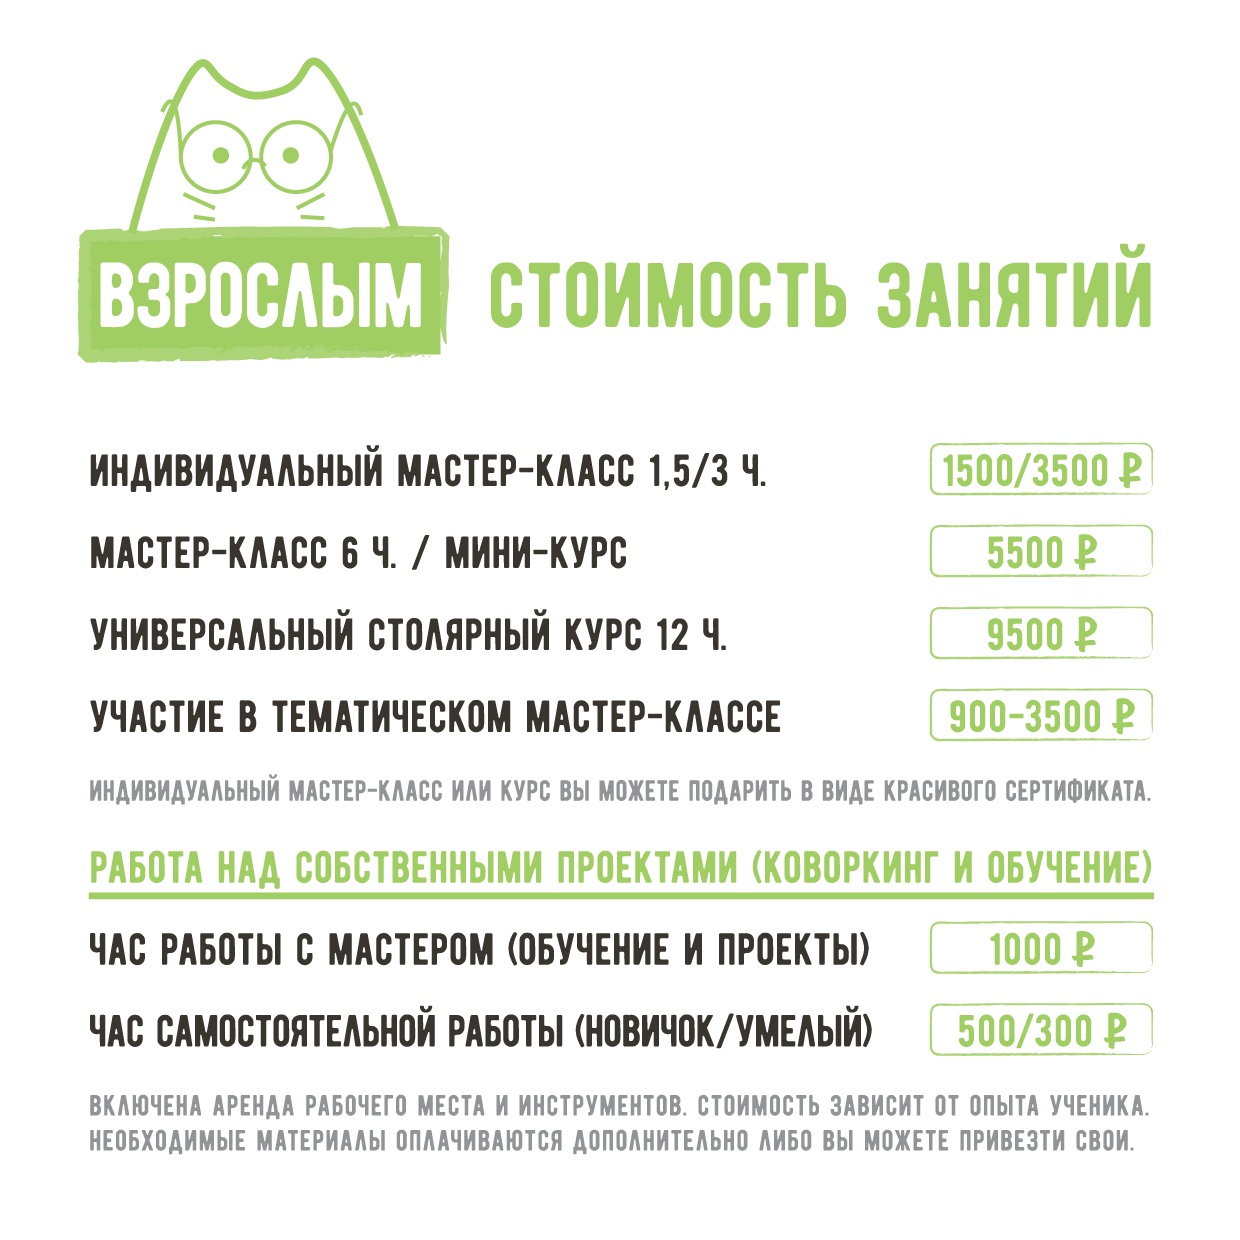 ВЗРОСЛЫМ СТОИМОСТЬ ЗАНЯТИЙ
ИНДИВИДУАЛЬНЫЙ МАСТЕР-КЛАСС 1,5/3 Ч. 1500/3500 ₽
МАСТЕР-КЛАСС 6 Ч. / МИНИ-КУРС 5500 ₽
УНИВЕРСАЛЬНЫЙ СТОЛЯРНЫЙ КУРС 12 Ч. 9500 ₽
УЧАСТИЕ В ТЕМАТИЧЕСКОМ МАСТЕР-КЛАССЕ 900-3500 ₽
ИНДИВИДУАЛЬНЫЙ МАСТЕР-КЛАСС ИЛИ КУРС ВЫ МОЖЕТЕ ПОДАРИТЬ В ВИДЕ КРАСИВОГО СЕРТИФИКАТА.
РАБОТА НАД СОБСТВЕННЫМИ ПРОЕКТАМИ (КОВОРКИНГ И ОБУЧЕНИЕ)
ЧАС РАБОТЫ С МАСТЕРОМ (ОБУЧЕНИЕ И ПРОЕКТЫ) 1000 ₽
ЧАС САМОСТОЯТЕЛЬНОЙ РАБОТЫ (НОВИЧОК/УМЕЛЫЙ) 500/300 ₽
ВКЛЮЧЕНА АРЕНДА РАБОЧЕГО МЕСТА И ИНСТРУМЕНТОВ. СТОИМОСТЬ ЗАВИСИТ ОТ ОПЫТА УЧЕНИКА.
НЕОБХОДИМЫЕ МАТЕРИАЛЫ ОПЛАЧИВАЮТСЯ ДОПОЛНИТЕЛЬНО ЛИБО ВЫ МОЖЕТЕ ПРИВЕЗТИ СВОИ.